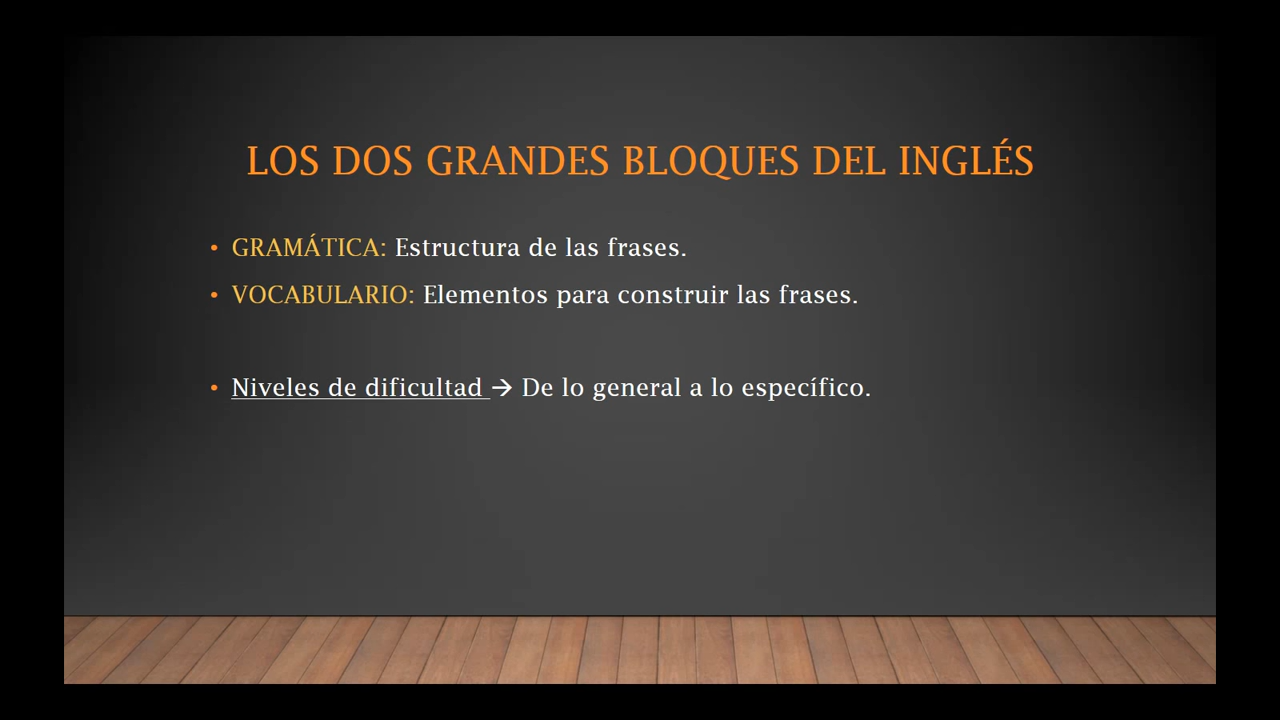 LOS DOS GRANDES BLOQUES DEL INGLÉS
• GRAMÁTICA: Estructura de las frases.
• VOCABULARIO: Elementos para construir las frases.
• Niveles de dificultad → De lo general a lo específico.